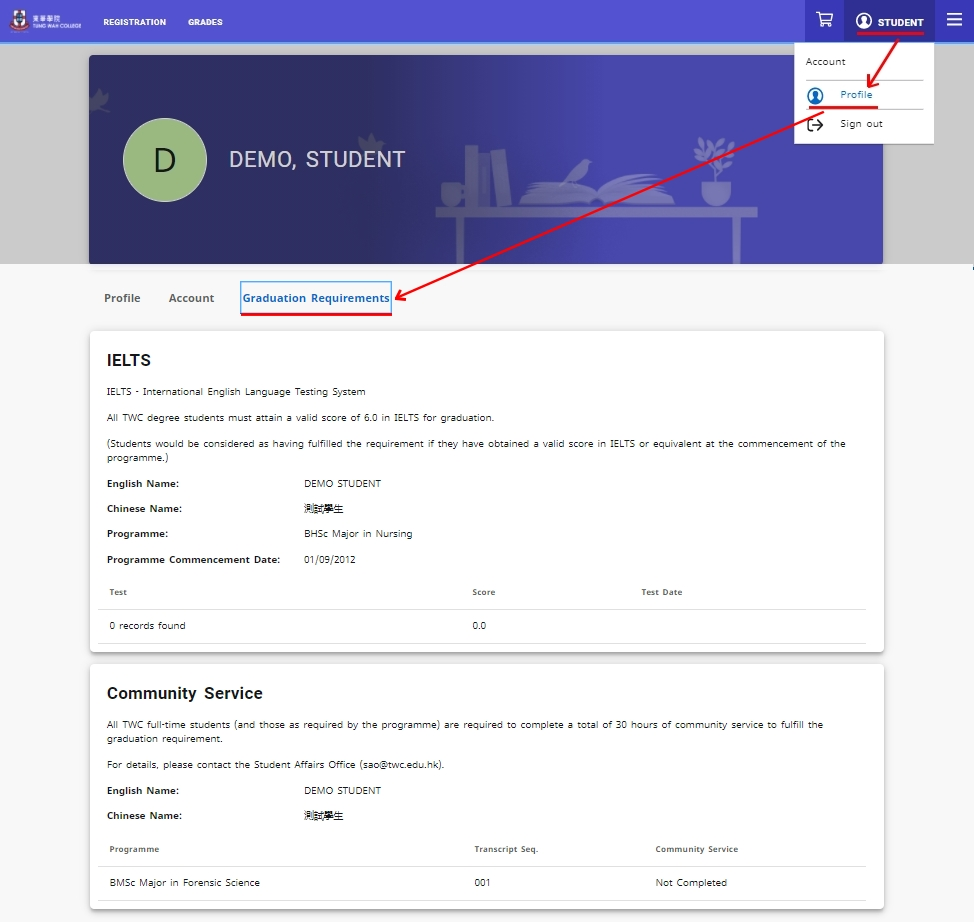 東華學院
TUNG WAH COLLEGE
REGISTRATION GRADES
STUDENT
Account
Profile
Sign out
D
DEMO, STUDENT
Profile Account Graduation Requirements
IELTS
IELTS - International English Language Testing System
All TWC degree students must attain a valid score of 6.0 in IELTS for graduation.
(Students would be considered as having fulfilled the requirement if they have obtained a valid score in IELTS or equivalent at the commencement of the
programme.)
English Name: DEMO STUDENT
Chinese Name: 測試學生
Programme: BHSc Major in Nursing
Programme Commencement Date: 01/09/2012
Test Score Test Date
0 records found 0.0
Community Service
All TWC full-time students (and those as required by the programme) are required to complete a total of 30 hours of community service to fulfill the
graduation requirement.
For details, please contact the Student Affairs Office (sao@twc.edu.hk).
English Name: DEMO STUDENT
Chinese Name: 測試學生
Programme Transcript Seq. Community Service
BMSc Major in Forensic Science 001 Not Completed